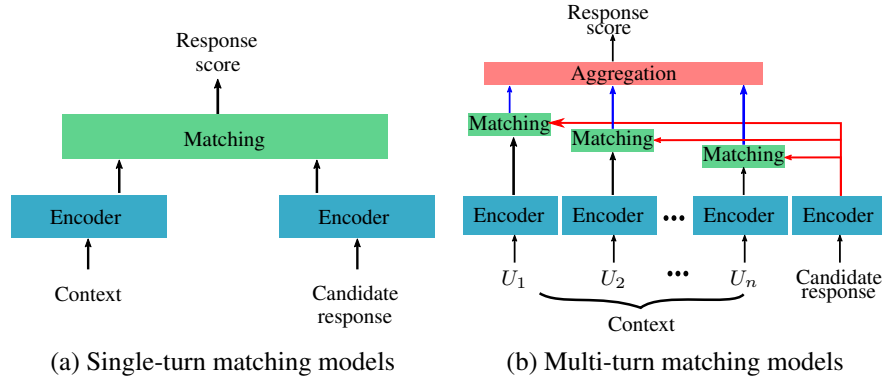 Response
score
Matching
Encoder
Encoder
Context
Candidate
response
(a) Single-turn matching models
Response
score
Aggregation
Matching
Matching
Matching
Encoder
Encoder
•••
Encoder
Encoder
U1
U2
•••
Un
Candidate
response
Context
(b) Multi-turn matching models